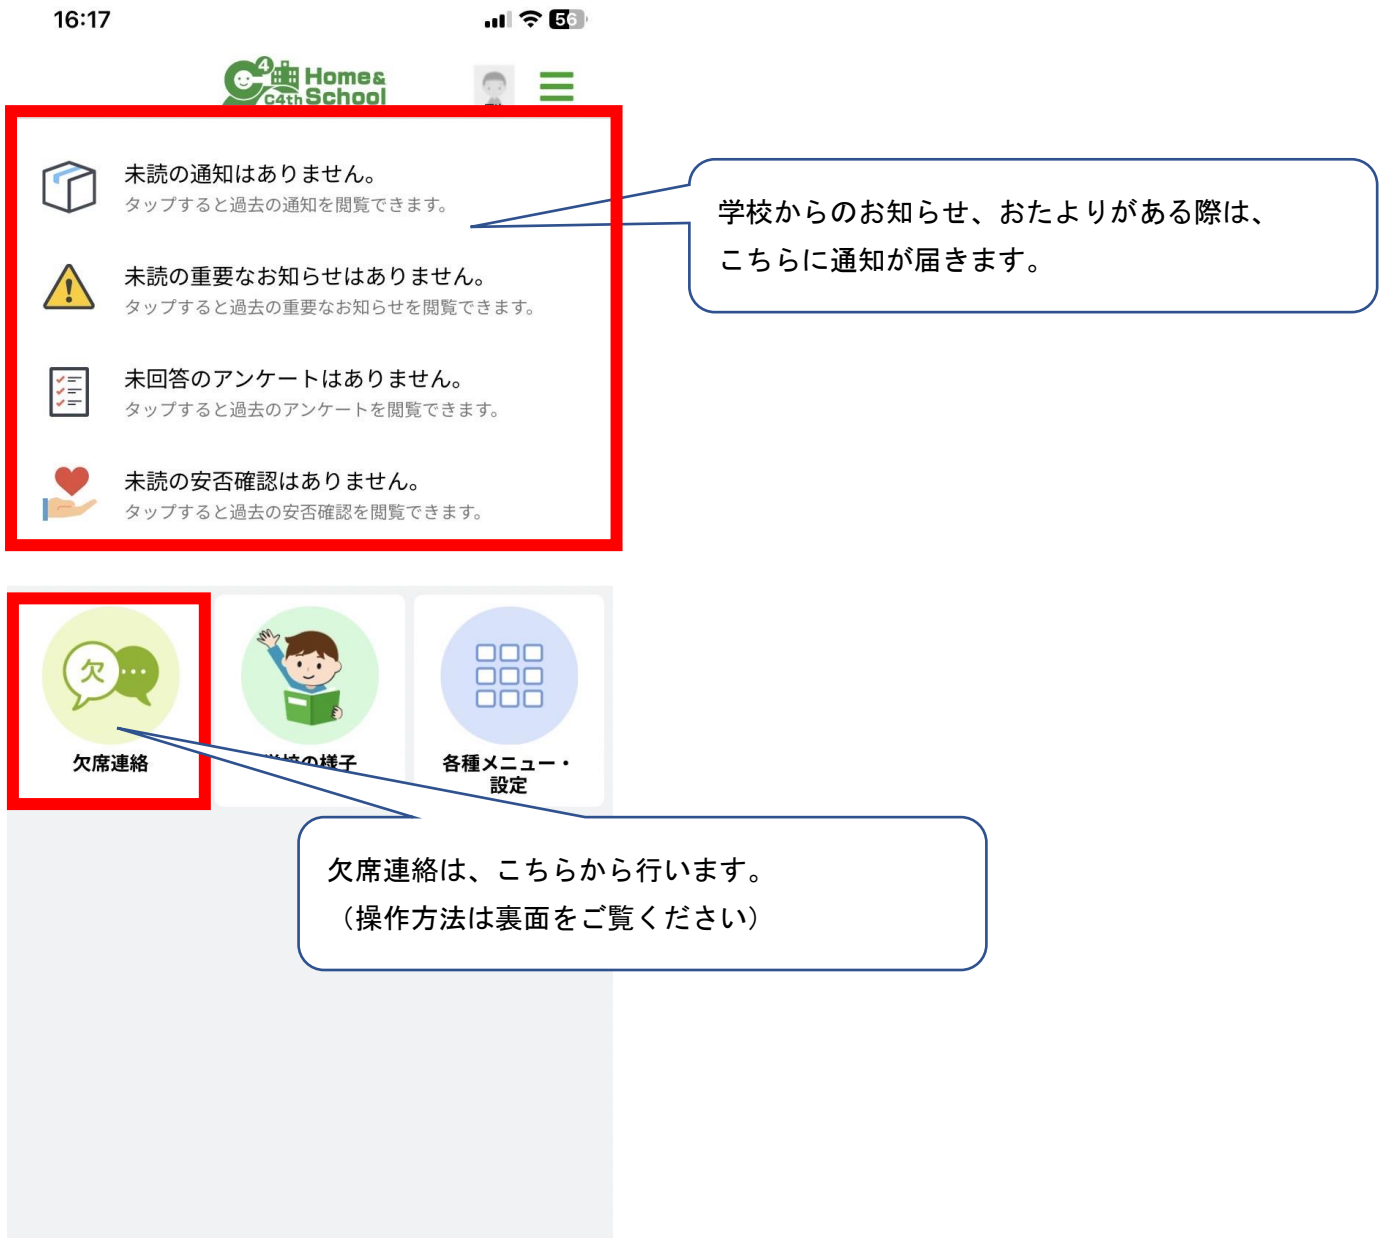 16:17
56
Home&
C4th School
未読の通知はありません。
タップすると過去の通知を閲覧できます。
学校からのお知らせ、おたよりがある際は、
こちらに通知が届きます。
未読の重要なお知らせはありません。
タップすると過去の重要なお知らせを閲覧できます。
未回答のアンケートはありません。
タップすると過去のアンケートを閲覧できます。
未読の安否確認はありません。
タップすると過去の安否確認を閲覧できます。
欠
欠席連絡
の様子
各種メニュー・
設定
欠席連絡は、こちらから行います。
（操作方法は裏面をご覧ください）